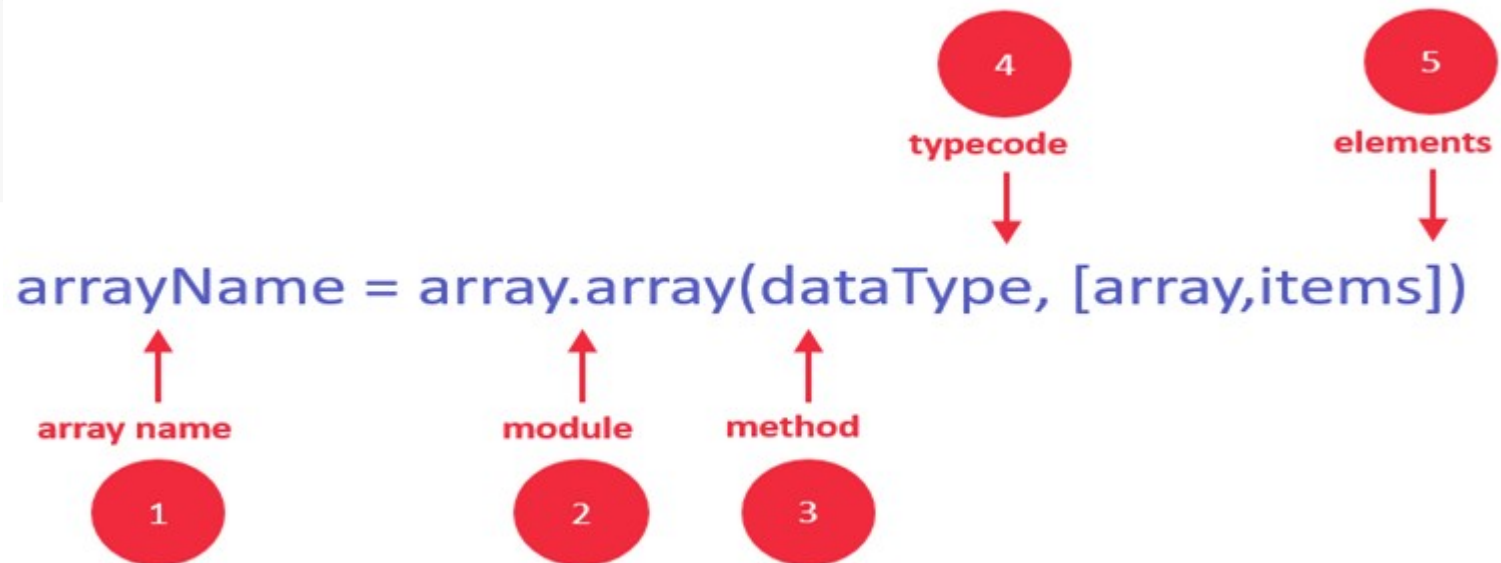 4 5
typecode elements
arrayName = array.array(dataType, [array,items])
array name module method
1 2 3